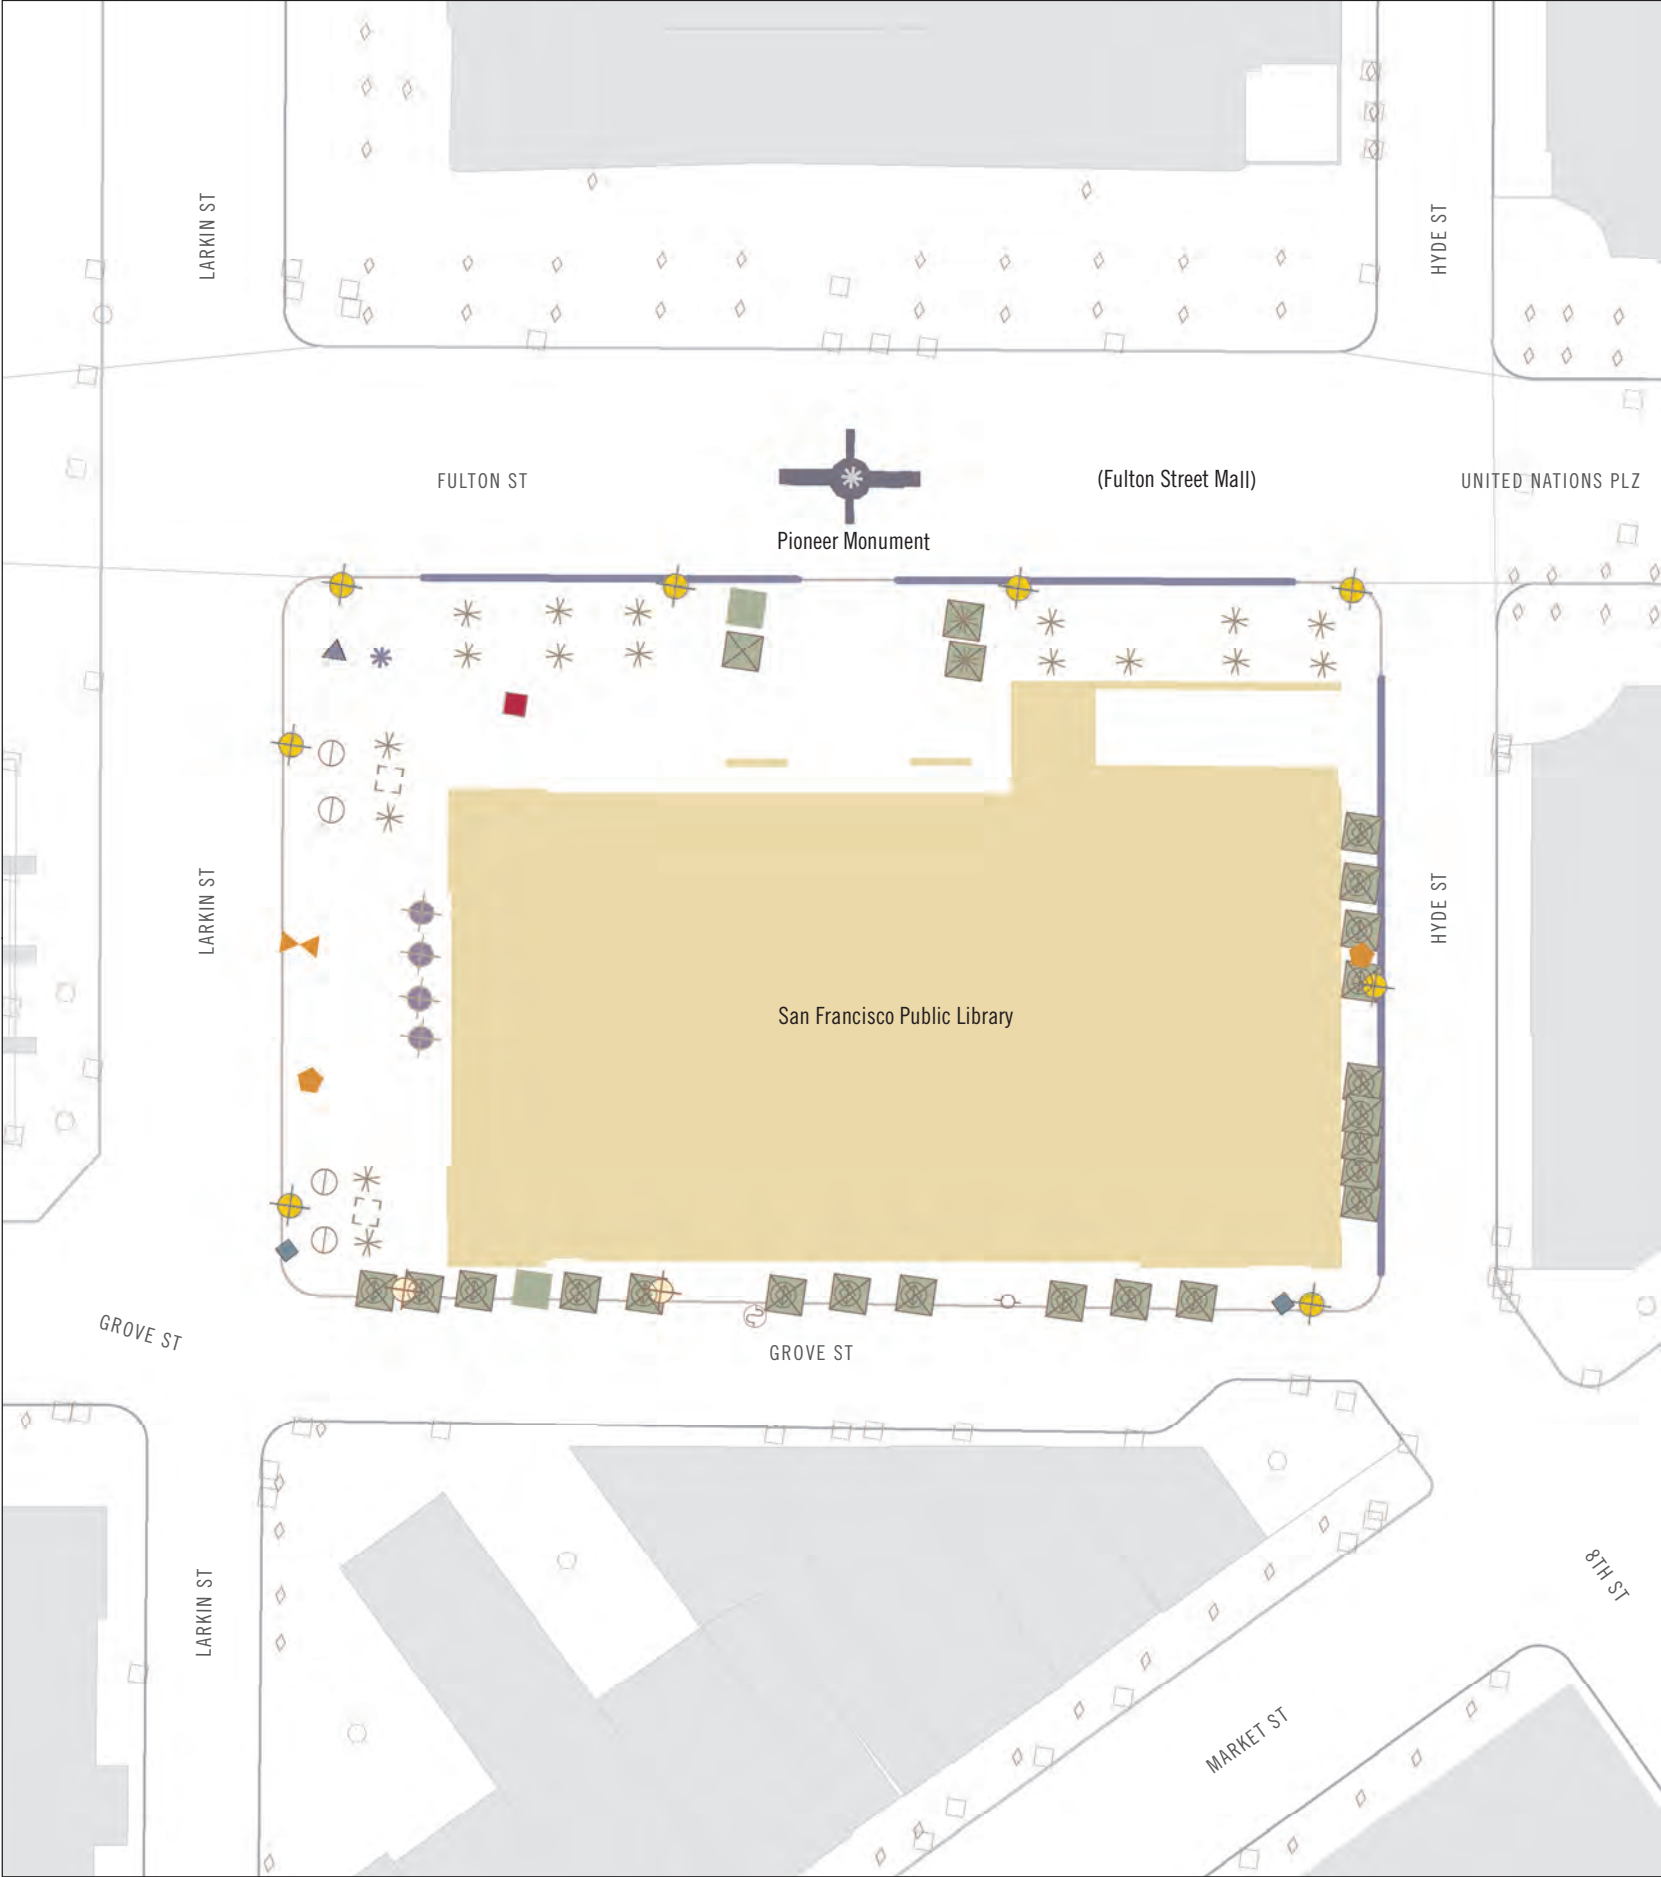 LARKIN ST
HYDE ST
FULTON ST
(Fulton Street Mall)
UNITED NATIONS PLZ
Pioneer Monument
LARKIN ST
HYDE ST
San Francisco Public Library
GROVE ST
GROVE ST
LARKIN ST
8TH ST
MARKET ST